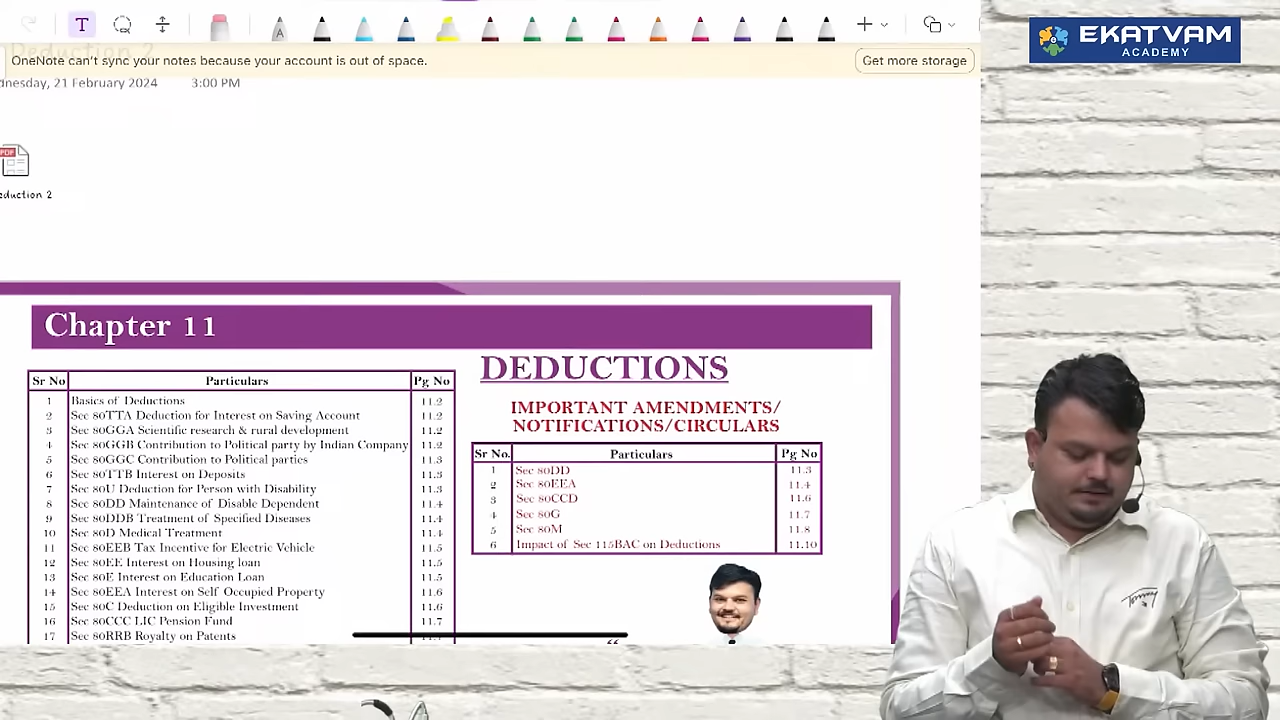 T
A
EKATVAM
ACADEMY
Deduction 2
OneNote can't sync your notes because your account is out of space.
Get more storage
dnesday, 21 February 2024 3:00 PM
PDF
eduction 2
Chapter 11
DEDUCTIONS
IMPORTANT AMENDMENTS/
NOTIFICATIONS/CIRCULARS
Sr No Particulars Pg No
1 Basics of Deductions 11.2
2 Sec 80TTA Deduction for Interest on Saving Account 11.2
3 Sec 80GGA Scientific research & rural development 11.2
4 Sec 80GGB Contribution to Political party by Indian Company 11.2
5 Sec 80GGC Contribution to Political parties 11.3
6 Sec 80TTB Interest on Deposits 11.3
7 Sec 80U Deduction for Person with Disability 11.3
8 Sec 80DD Maintenance of Disable Dependent 11.4
9 Sec 80DDB Treatment of Specified Diseases 11.4
10 Sec 80D Medical Treatment 11.4
11 Sec 80EEB Tax Incentive for Electric Vehicle 11.5
12 Sec 80EE Interest on Housing loan 11.5
13 Sec 80E Interest on Education Loan 11.5
14 Sec 80EEA Interest on Self Occupied Property 11.6
15 Sec 80C Deduction on Eligible Investment 11.6
16 Sec 80CCC LIC Pension Fund 11.7
17 Sec 80RRB Royalty on Patents
Sr No. Particulars Pg No
1 Sec 80DD 11.3
2 Sec 80EEA 11.4
3 Sec 80CCD 11.6
4 Sec 80G 11.7
5 Sec 80M 11.8
6 Impact of Sec 115BAC on Deductions 11.10
“
Tommy